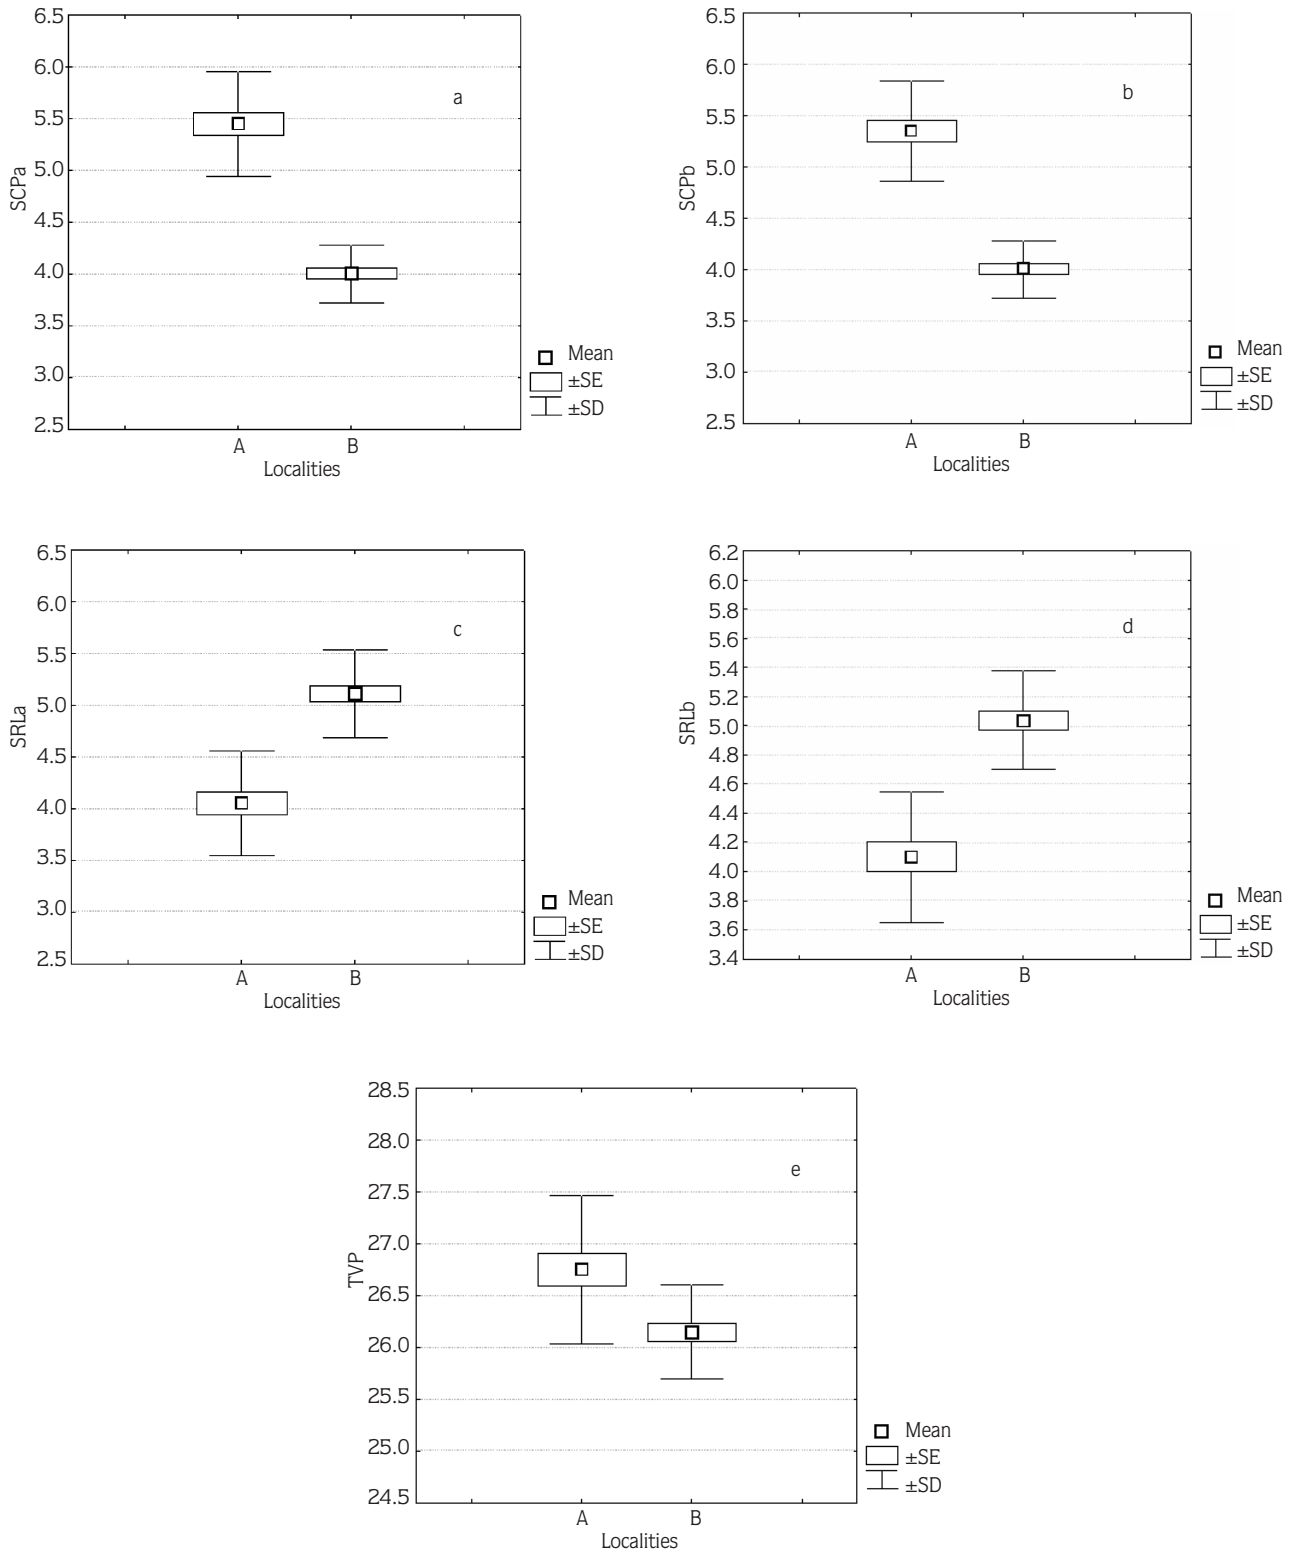 6.5
6.0
5.5
5.0
4.5
4.0
3.5
3.0
2.5
SCPa
a
A B
Localities
Mean
±SE
±SD
6.5
6.0
5.5
5.0
4.5
4.0
3.5
3.0
2.5
SCPb
b
A B
Localities
Mean
±SE
±SD
6.5
6.0
5.5
5.0
4.5
4.0
3.5
3.0
2.5
SRLa
c
A B
Localities
Mean
±SE
±SD
6.2
6.0
5.8
5.6
5.4
5.2
5.0
4.8
4.6
4.4
4.2
4.0
3.8
3.6
3.4
SRLb
d
A B
Localities
Mean
±SE
±SD
28.5
28.0
27.5
27.0
26.5
26.0
25.5
25.0
24.5
TVP
e
A B
Localities
Mean
±SE
±SD